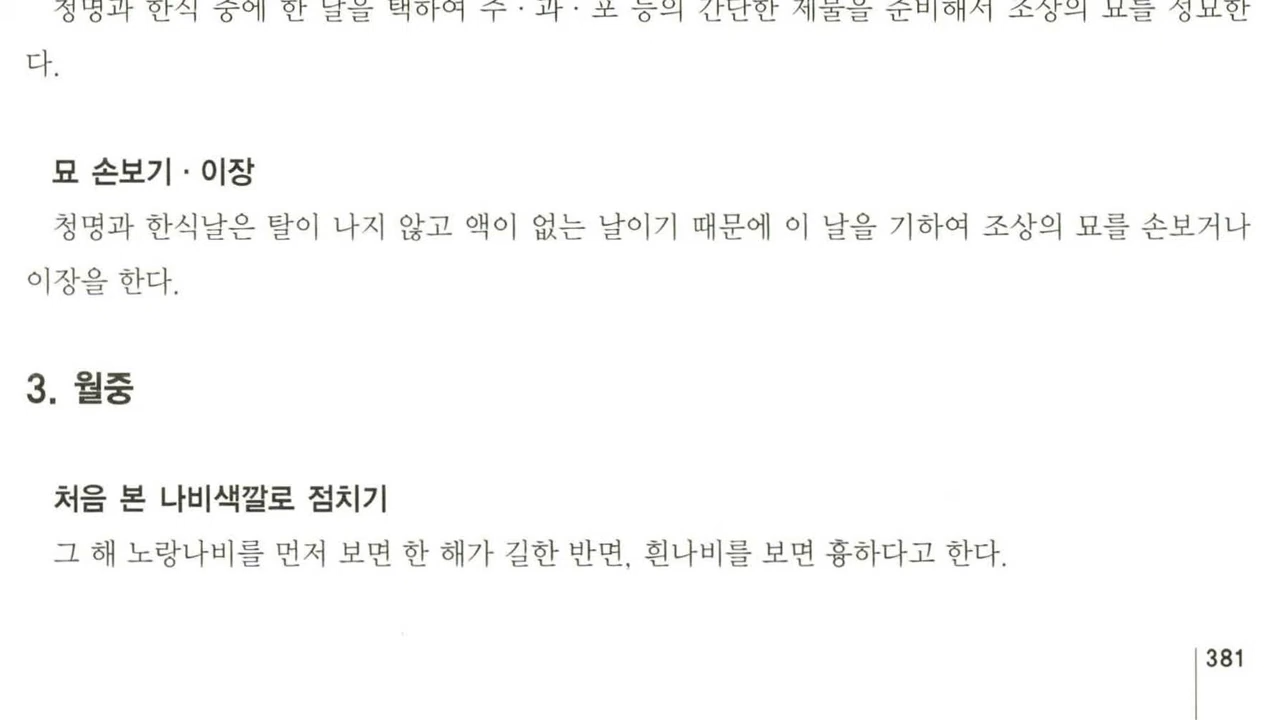 청명과 한식 중에 한 날을 택하여 주·과·포 등의 간단한 제물을 준비해서 조상의 묘를 성묘한
다.
묘 손보기·이장
청명과 한식날은 탈이 나지 않고 액이 없는 날이기 때문에 이 날을 기하여 조상의 묘를 손보거나
이장을 한다.
3. 월중
처음 본 나비색깔로 점치기
그 해 노랑나비를 먼저 보면 한 해가 길한 반면, 흰나비를 보면 흉하다고 한다.
381